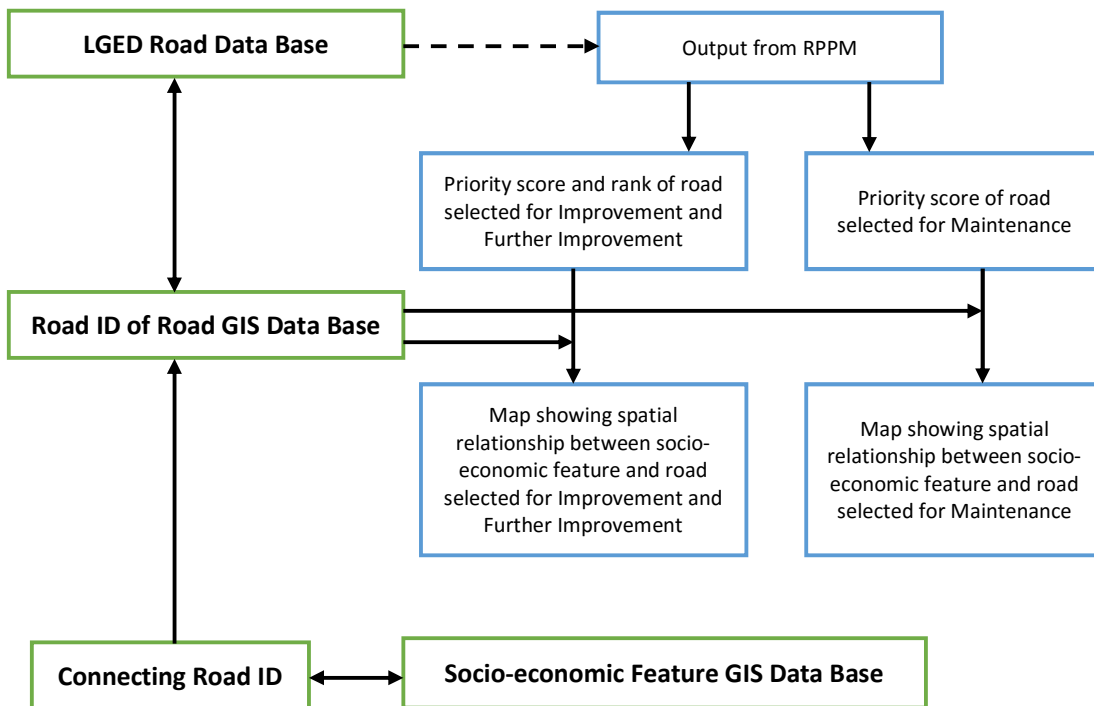 LGED Road Data Base
Output from RPPM
Priority score and rank of road
selected for Improvement and
Further Improvement
Priority score of road
selected for Maintenance
Road ID of Road GIS Data Base
Map showing spatial
relationship between socio-
economic feature and road
selected for Improvement and
Further Improvement
Map showing spatial
relationship between socio-
economic feature and road
selected for Maintenance
Connecting Road ID
Socio-economic Feature GIS Data Base